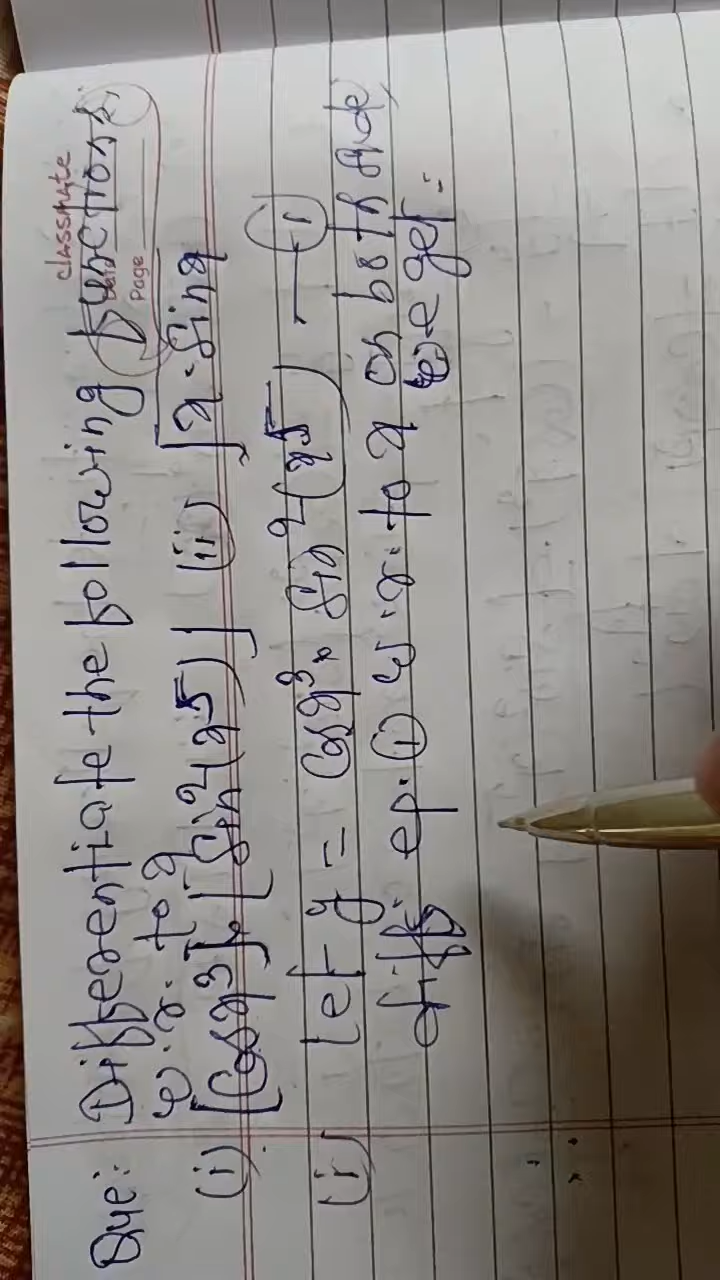 classmate
Date
Page
Que: Differentiate the following functions,
w.r. to x
(i) [Cos x³] × [Sin²(x⁵)] (ii) √x · Sin x
(i) let y = Cos x³ × Sin²(x⁵) — (i)
diff. eq. (i) w.r. to x on both side,
we get: